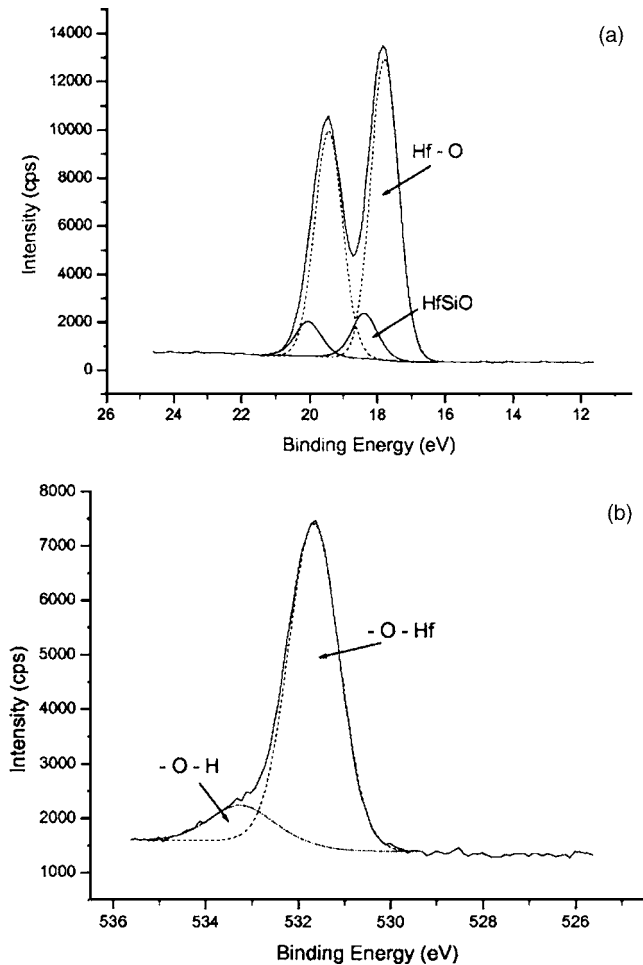 (a)
14000
12000
10000
8000
6000
4000
2000
0
Intensity (cps)
Hf - O
HfSiO
26 24 22 20 18 16 14 12
Binding Energy (eV)
(b)
8000
7000
6000
5000
4000
3000
2000
1000
Intensity (cps)
- O - Hf
- O - H
536 534 532 530 528 526
Binding Energy (eV)